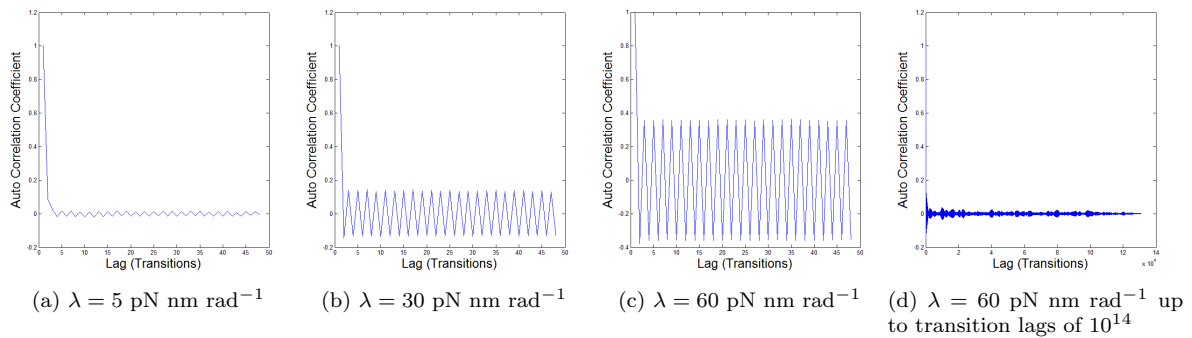 1.2
1
0.8
0.6
0.4
0.2
0
-0.2
Auto Correlation Coefficient
0 5 10 15 20 25 30 35 40 45 50
Lag (Transitions)
(a) λ = 5 pN nm rad⁻¹
1.2
1
0.8
0.6
0.4
0.2
0
-0.2
Auto Correlation Coefficient
0 5 10 15 20 25 30 35 40 45 50
Lag (Transitions)
(b) λ = 30 pN nm rad⁻¹
1
0.8
0.6
0.4
0.2
0
-0.2
-0.4
Auto Correlation Coefficient
0 5 10 15 20 25 30 35 40 45 50
Lag (Transitions)
(c) λ = 60 pN nm rad⁻¹
1.2
1
0.8
0.6
0.4
0.2
0
-0.2
Auto Correlation Coefficient
0 2 4 6 8 10 12 14
Lag (Transitions)
× 10⁴
(d) λ = 60 pN nm rad⁻¹ up
to transition lags of 10¹⁴